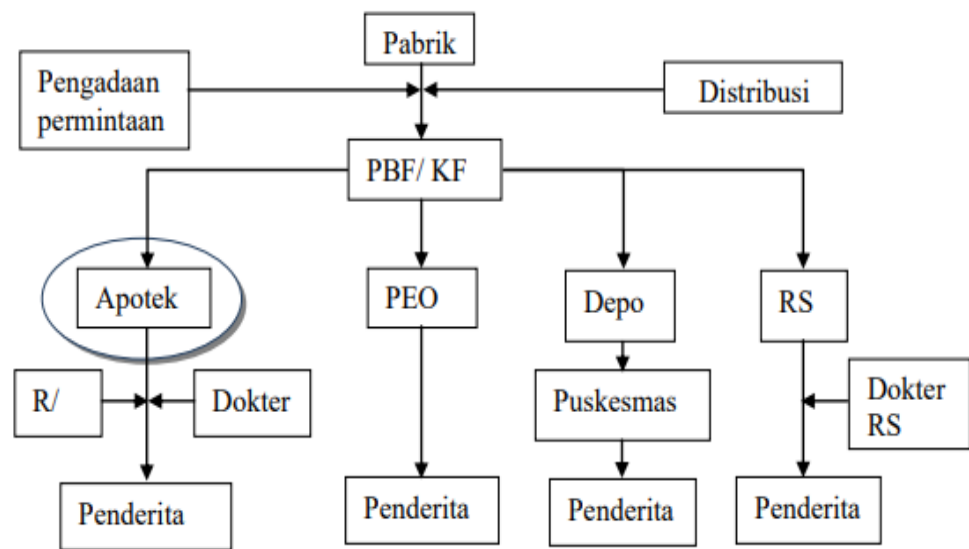 Pabrik
Pengadaan
permintaan
Distribusi
PBF/ KF
Apotek
PEO
Depo
RS
R/
Dokter
Puskesmas
Dokter
RS
Penderita
Penderita
Penderita
Penderita